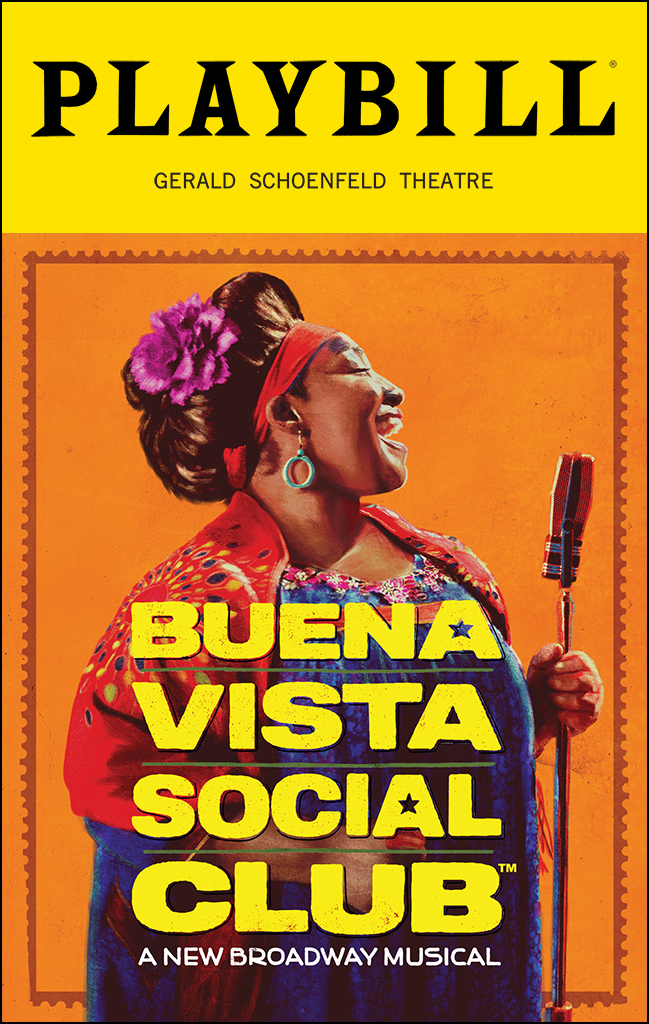 PLAYBILL®
GERALD SCHOENFELD THEATRE
BUENA
VISTA
SOCIAL
CLUB™
A NEW BROADWAY MUSICAL